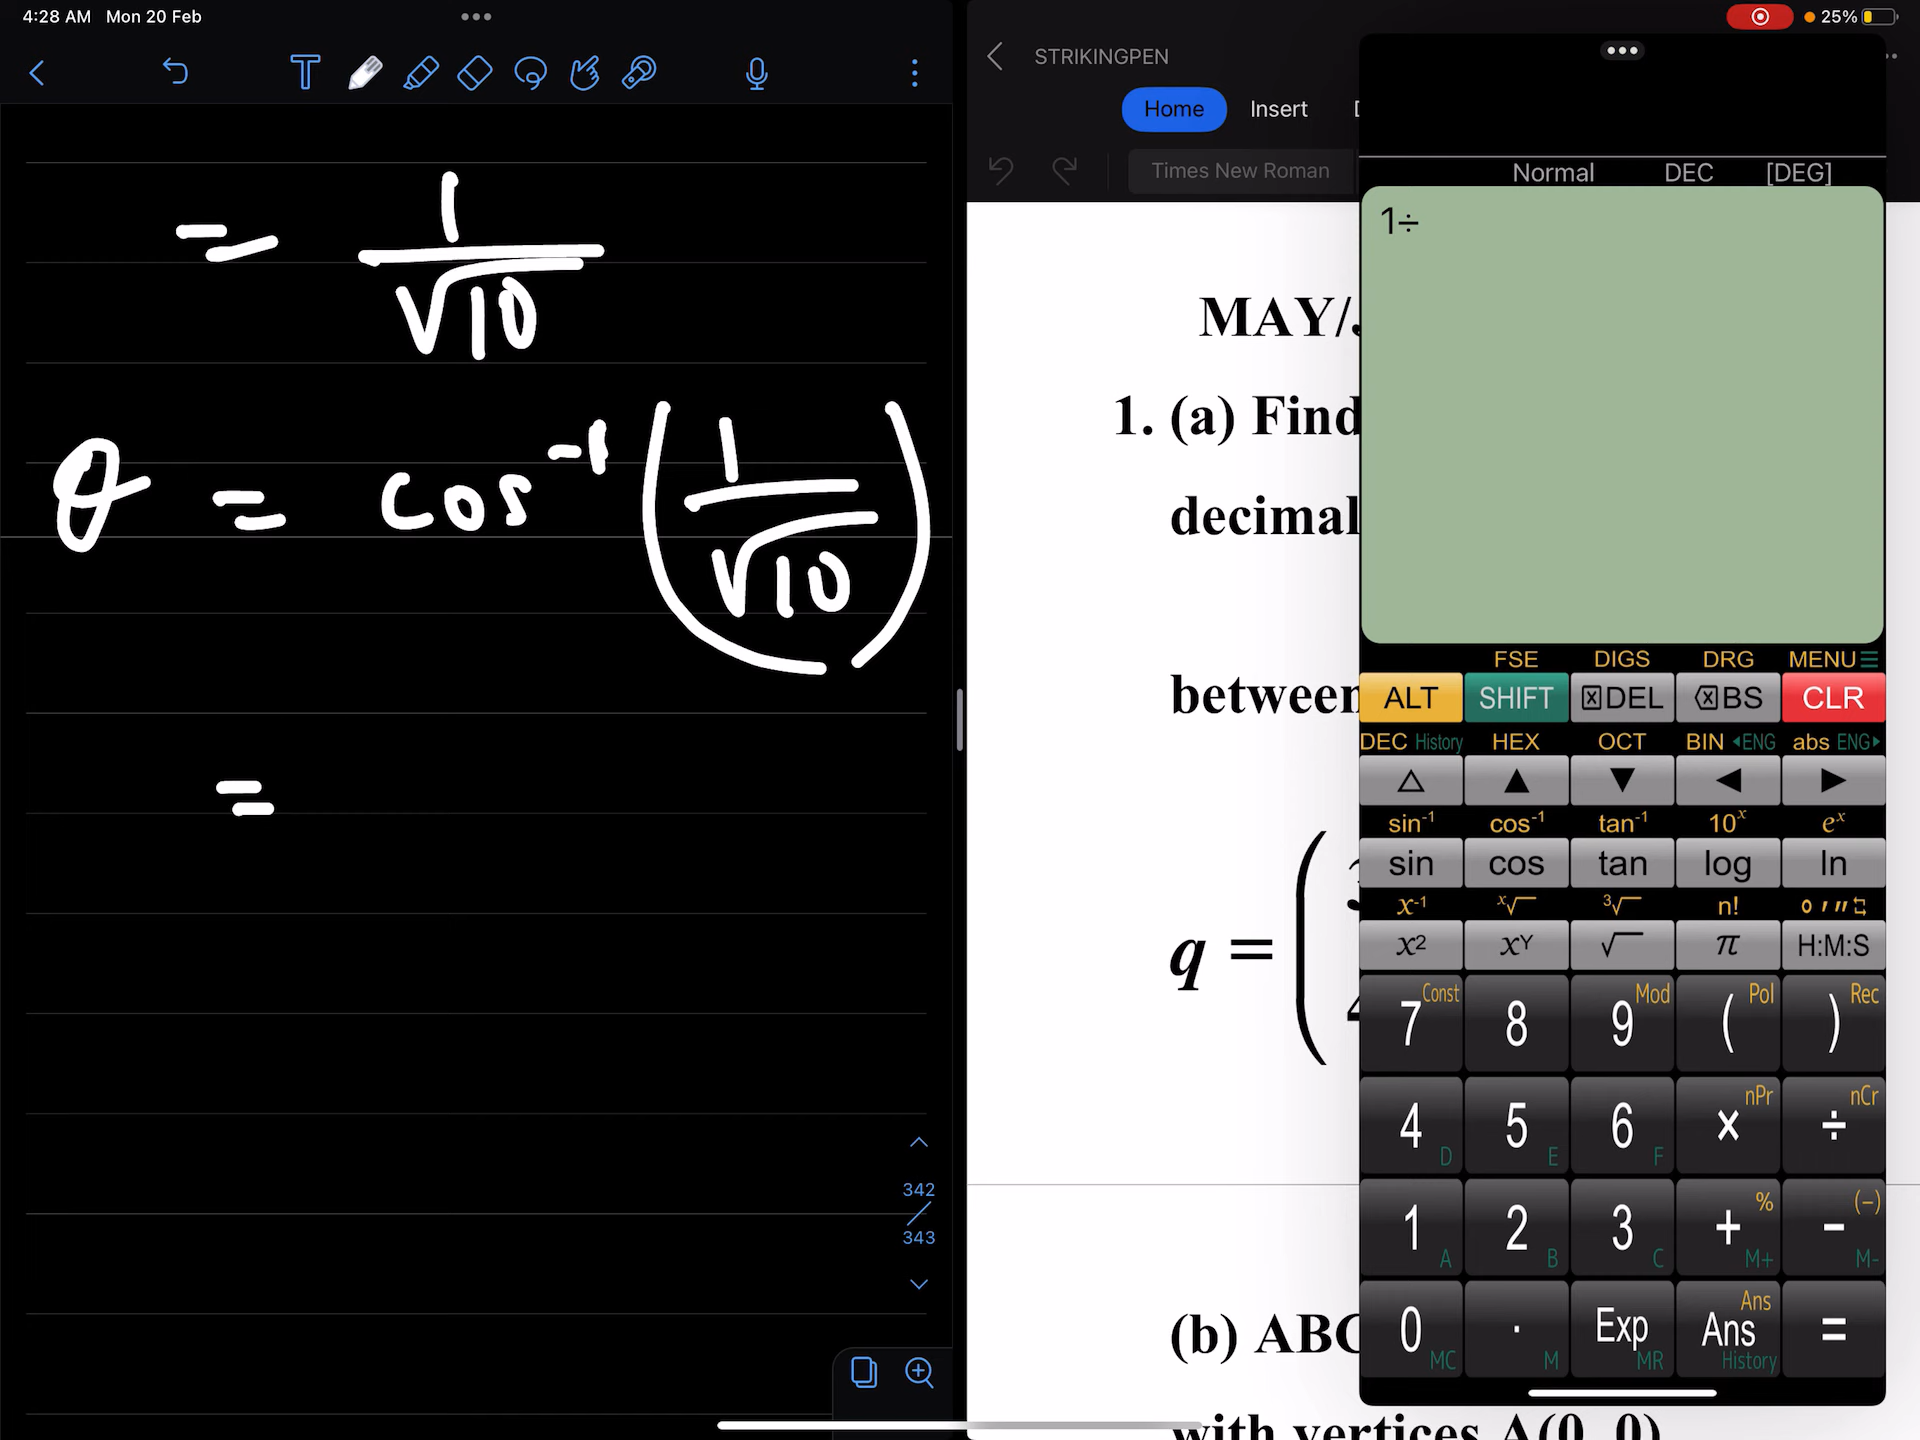 4:28 AM Mon 20 Feb
25%
= 1/√10
θ = cos⁻¹(1/√10)
=
342
343
STRIKINGPEN
Home Insert
Times New Roman
MAY/
1. (a) Find
decimal
between
q = (
(b) ABC
with vertices A(0, 0)
Normal DEC [DEG]
1÷
FSE DIGS DRG MENU
ALT SHIFT DEL BS CLR
DEC History HEX OCT BIN ◂ENG abs ENG▸
△ ▲ ▼ ◀ ▶
sin⁻¹ cos⁻¹ tan⁻¹ 10ˣ eˣ
sin cos tan log ln
x⁻¹ ˣ√ ³√ n! ° ′ ″
x² xʸ √ π H:M:S
Const Mod Pol Rec
7 8 9 ( )
nPr nCr
4 5 6 × ÷
D E F
% (−)
1 2 3 + −
A B C M+ M-
Ans
0 . Exp Ans =
MC M MR History